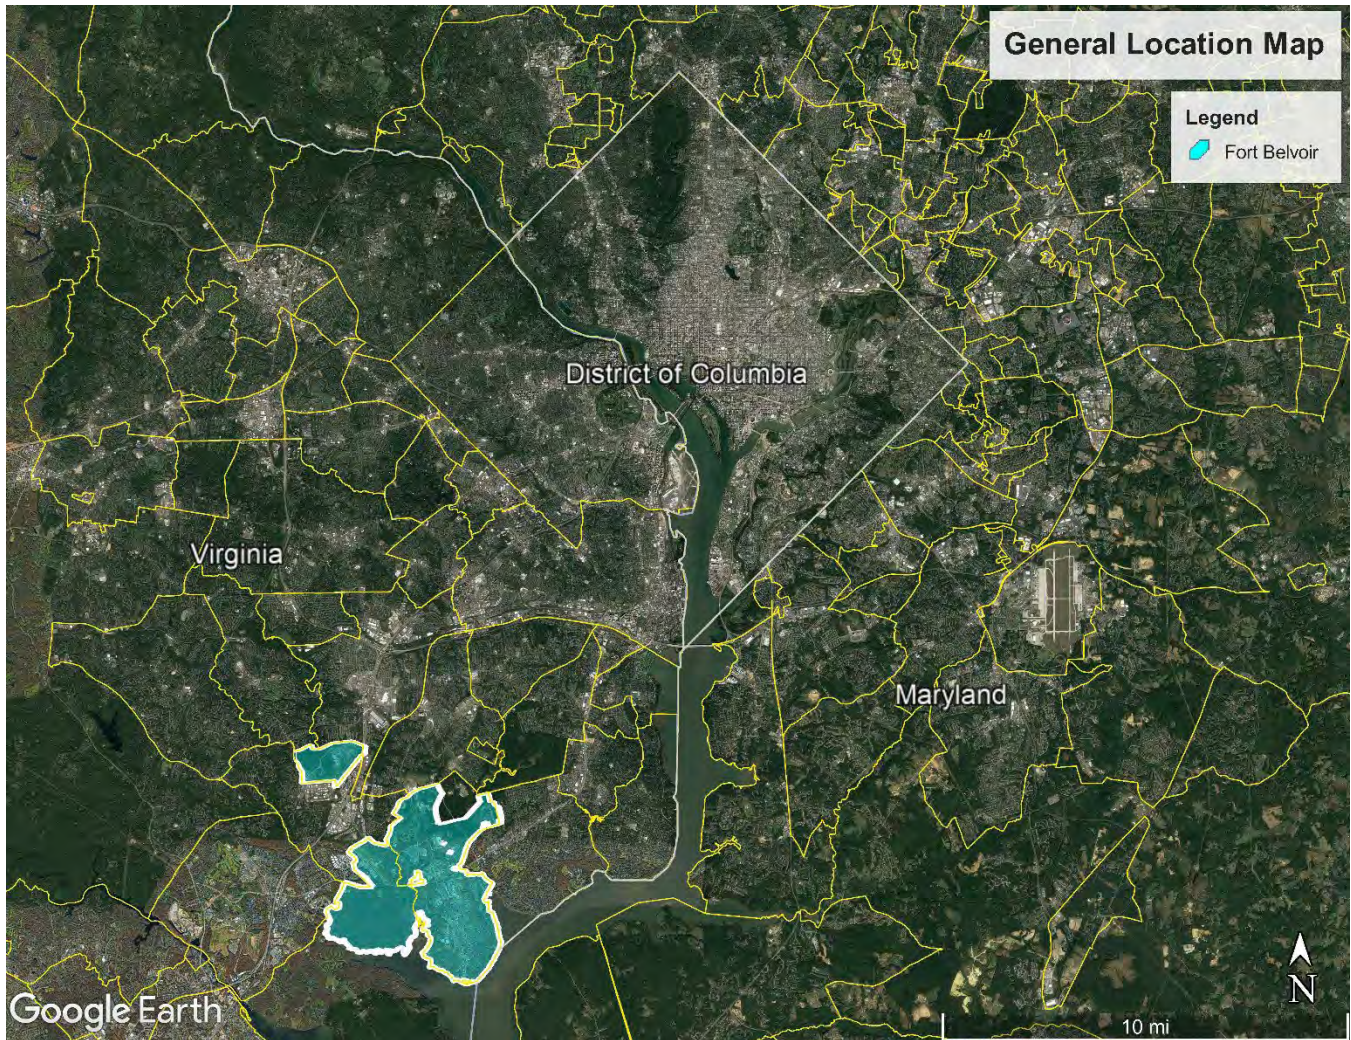 General Location Map
Legend
Fort Belvoir
District of Columbia
Virginia
Maryland
N
Google Earth
10 mi